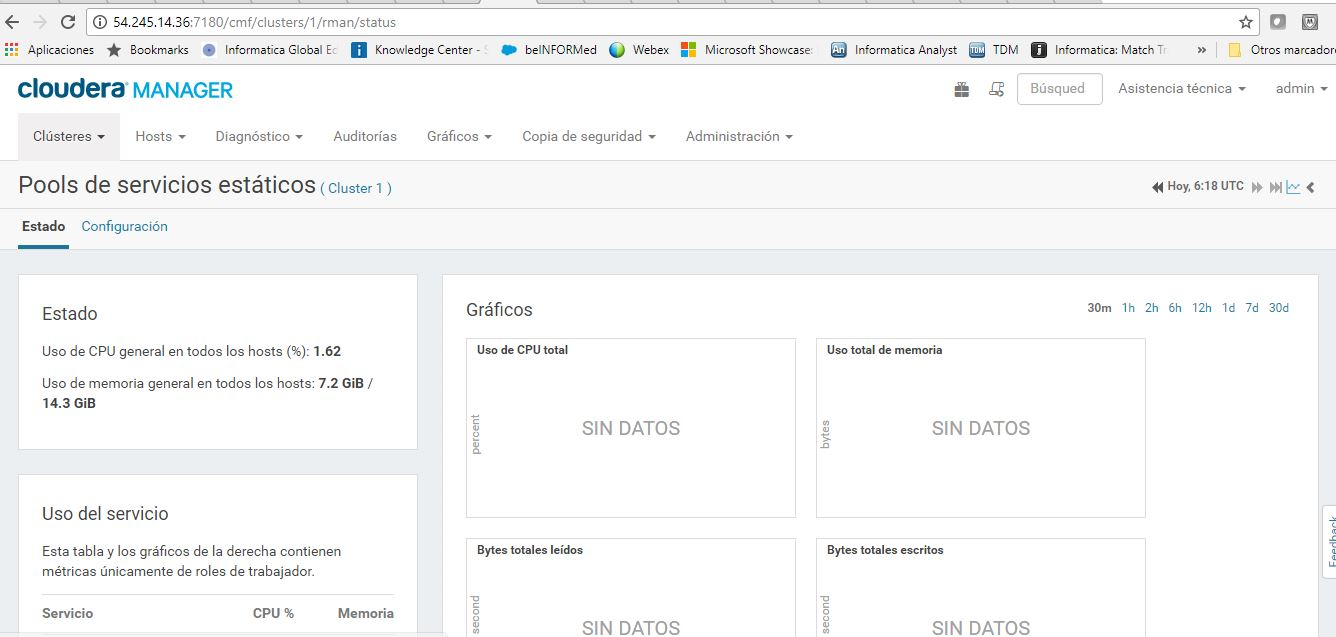 54.245.14.36:7180/cmf/clusters/1/rman/status
Aplicaciones Bookmarks Informatica Global Ed Knowledge Center - S beINFORMed Webex Microsoft Showcase: Informatica Analyst TDM Informatica: Match Tr » Otros marcadore
cloudera MANAGER Búsqued Asistencia técnica admin
Clústeres Hosts Diagnóstico Auditorías Gráficos Copia de seguridad Administración
Pools de servicios estáticos ( Cluster 1 ) Hoy, 6:18 UTC
Estado Configuración
Estado
Uso de CPU general en todos los hosts (%): 1.62
Uso de memoria general en todos los hosts: 7.2 GiB /
14.3 GiB
Uso del servicio
Esta tabla y los gráficos de la derecha contienen
métricas únicamente de roles de trabajador.
Servicio CPU % Memoria
Gráficos 30m 1h 2h 6h 12h 1d 7d 30d
Uso de CPU total
percent
SIN DATOS
Uso total de memoria
bytes
SIN DATOS
Bytes totales leídos
second
SIN DATOS
Bytes totales escritos
second
SIN DATOS
Feedback